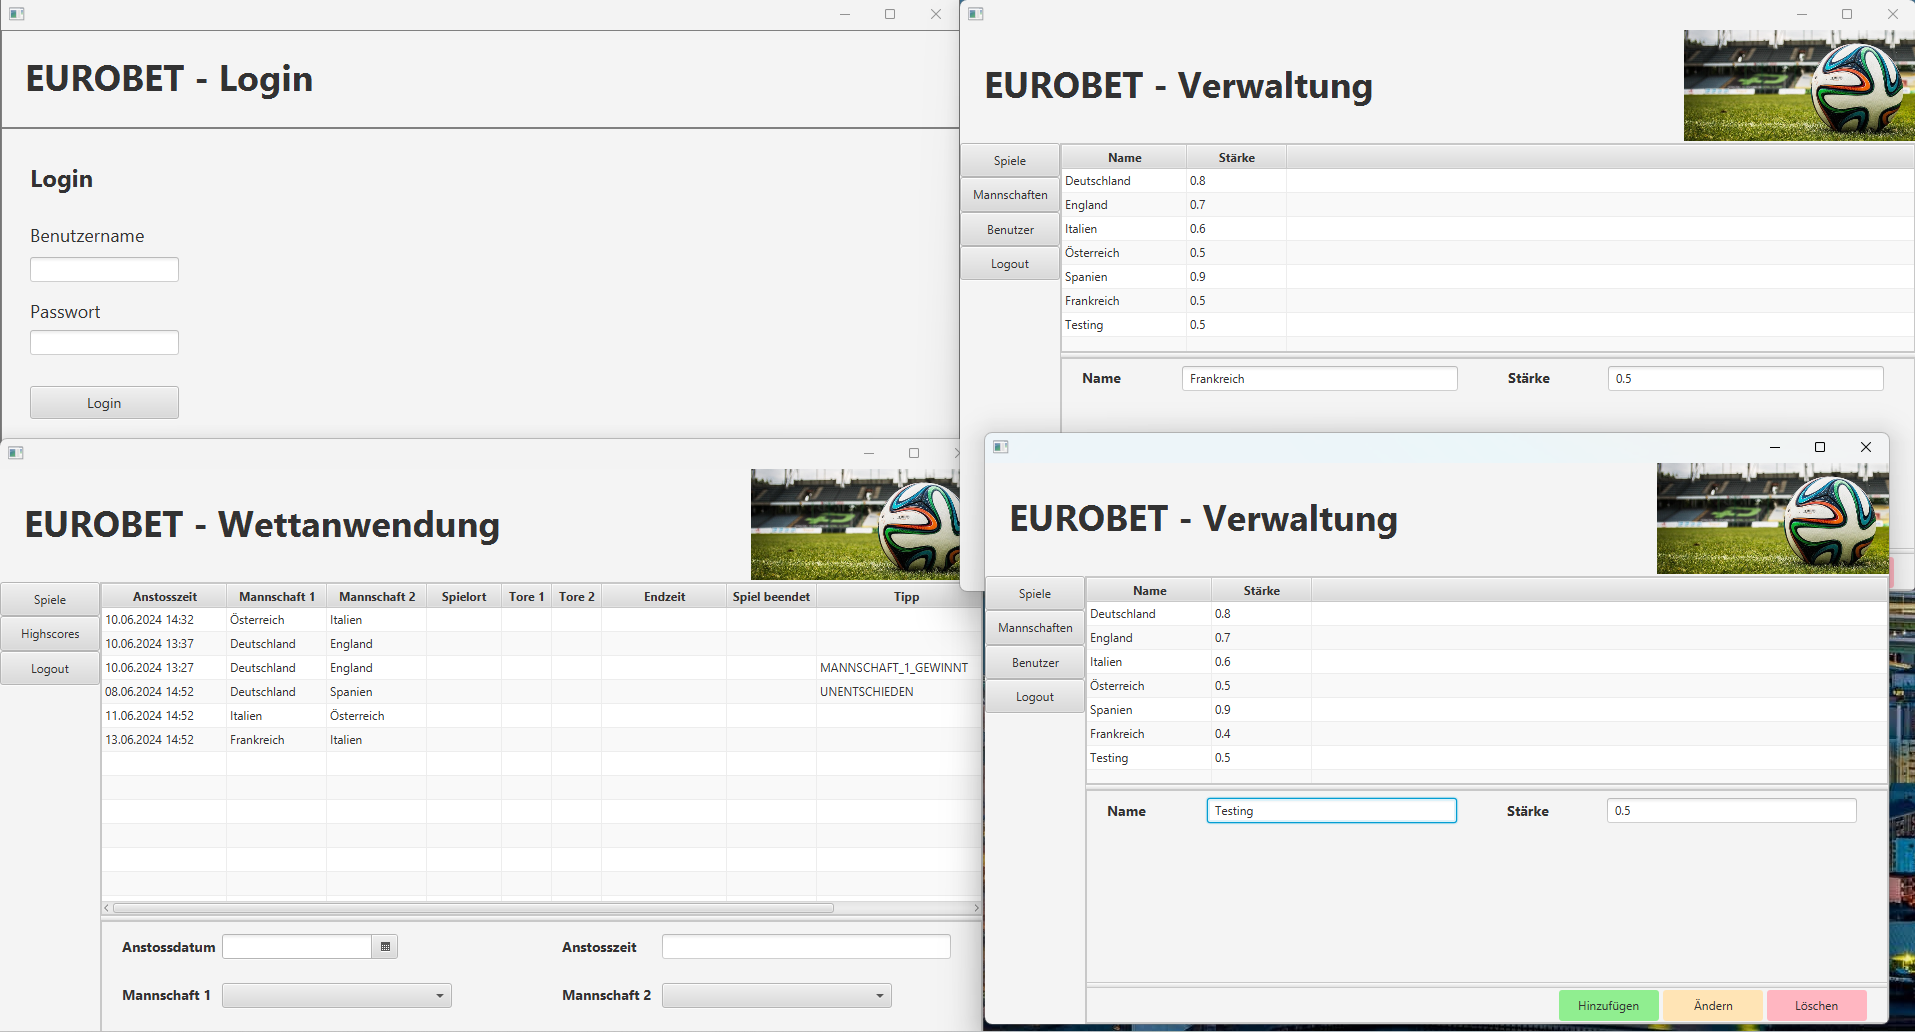 EUROBET - Login
Login
Benutzername
Passwort
Login
EUROBET - Verwaltung
Spiele
Mannschaften
Benutzer
Logout
Name Stärke
Deutschland 0.8
England 0.7
Italien 0.6
Österreich 0.5
Spanien 0.9
Frankreich 0.5
Testing 0.5
Name Frankreich Stärke 0.5
EUROBET - Wettanwendung
Spiele
Highscores
Logout
Anstosszeit Mannschaft 1 Mannschaft 2 Spielort Tore 1 Tore 2 Endzeit Spiel beendet Tipp
10.06.2024 14:32 Österreich Italien
10.06.2024 13:37 Deutschland England
10.06.2024 13:27 Deutschland England MANNSCHAFT_1_GEWINNT
08.06.2024 14:52 Deutschland Spanien UNENTSCHIEDEN
11.06.2024 14:52 Italien Österreich
13.06.2024 14:52 Frankreich Italien
Anstossdatum Anstosszeit
Mannschaft 1 Mannschaft 2
EUROBET - Verwaltung
Spiele
Mannschaften
Benutzer
Logout
Name Stärke
Deutschland 0.8
England 0.7
Italien 0.6
Österreich 0.5
Spanien 0.9
Frankreich 0.4
Testing 0.5
Name Testing Stärke 0.5
Hinzufügen Ändern Löschen